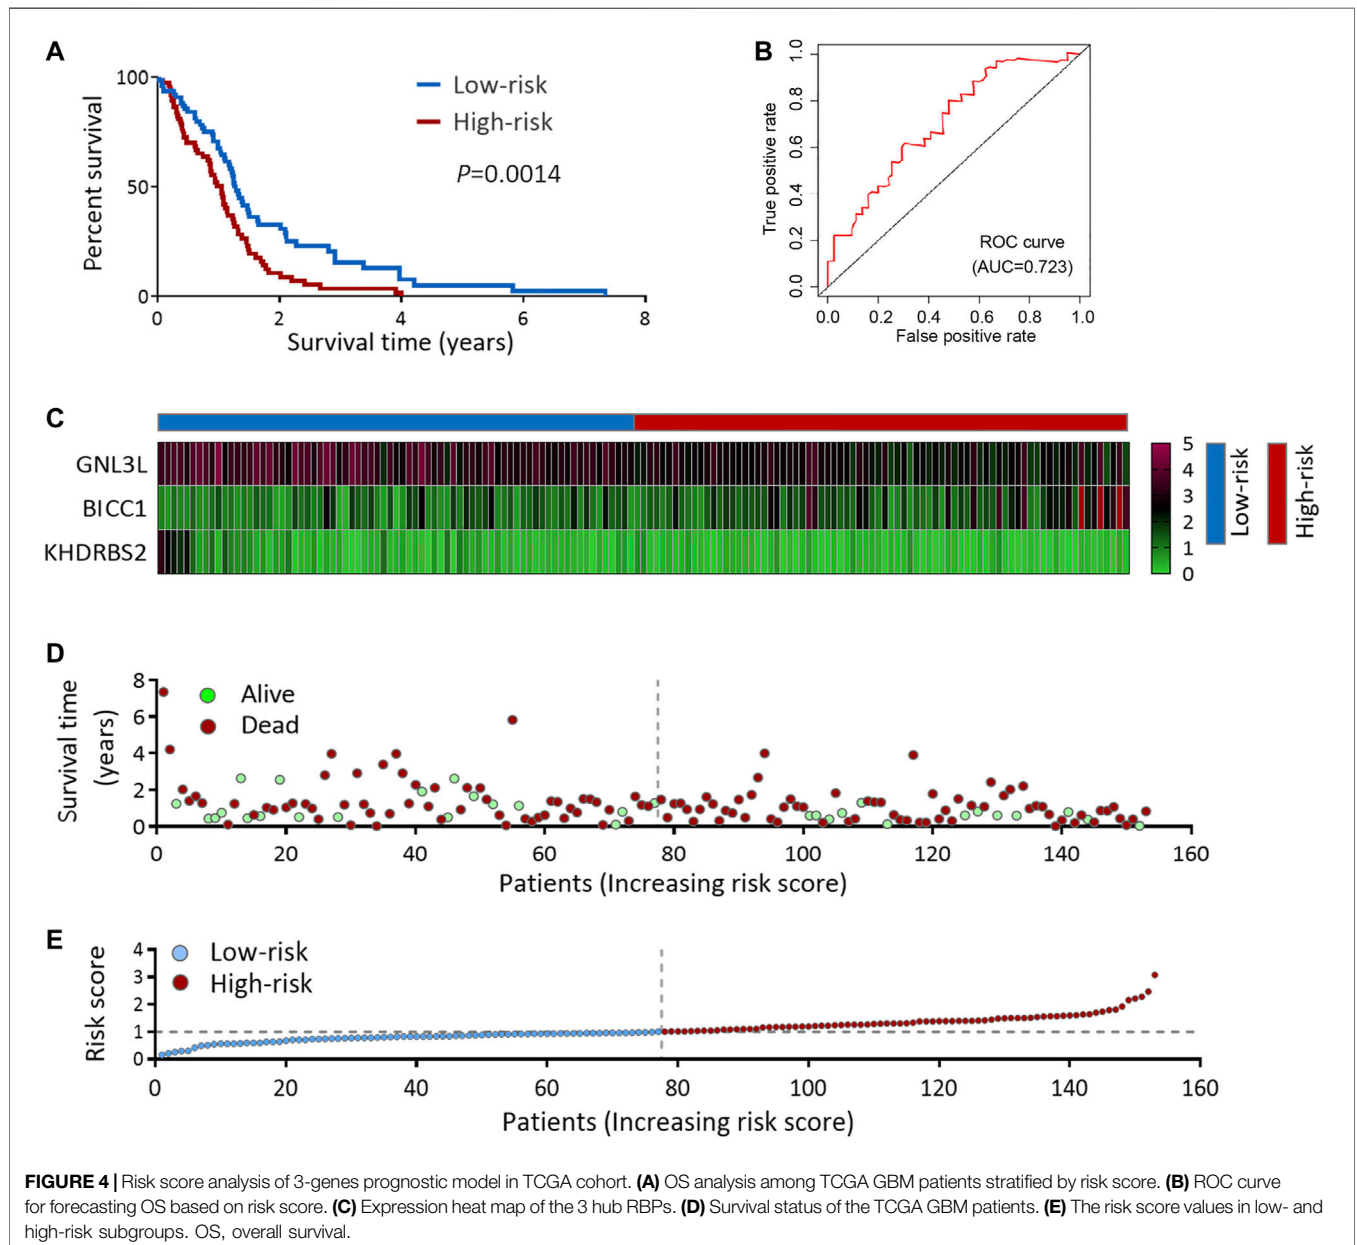 A
100
50
0
Percent survival
Low-risk
High-risk
P=0.0014
0 2 4 6 8
Survival time (years)
B
True positive rate
0.0 0.2 0.4 0.6 0.8 1.0
ROC curve
(AUC=0.723)
0.0 0.2 0.4 0.6 0.8 1.0
False positive rate
C
GNL3L
BICC1
KHDRBS2
5
4
3
2
1
0
Low-risk
High-risk
D
Survival time
(years)
8
6
4
2
0
Alive
Dead
0 20 40 60 80 100 120 140 160
Patients (Increasing risk score)
E
Risk score
4
3
2
1
0
Low-risk
High-risk
0 20 40 60 80 100 120 140 160
Patients (Increasing risk score)
FIGURE 4 | Risk score analysis of 3-genes prognostic model in TCGA cohort. (A) OS analysis among TCGA GBM patients stratified by risk score. (B) ROC curve
for forecasting OS based on risk score. (C) Expression heat map of the 3 hub RBPs. (D) Survival status of the TCGA GBM patients. (E) The risk score values in low- and
high-risk subgroups. OS, overall survival.